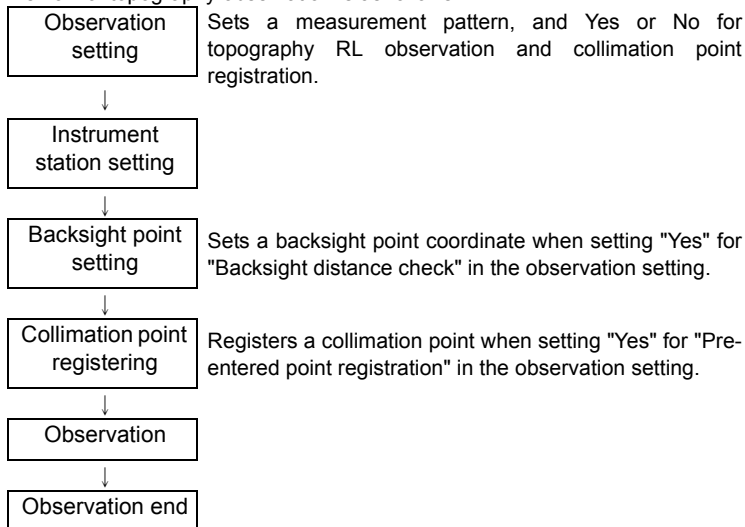 Observation
setting
Sets a measurement pattern, and Yes or No for
topography RL observation and collimation point
registration.
Instrument
station setting
Backsight point
setting
Sets a backsight point coordinate when setting "Yes" for
"Backsight distance check" in the observation setting.
Collimation point
registering
Registers a collimation point when setting "Yes" for "Pre-
entered point registration" in the observation setting.
Observation
Observation end